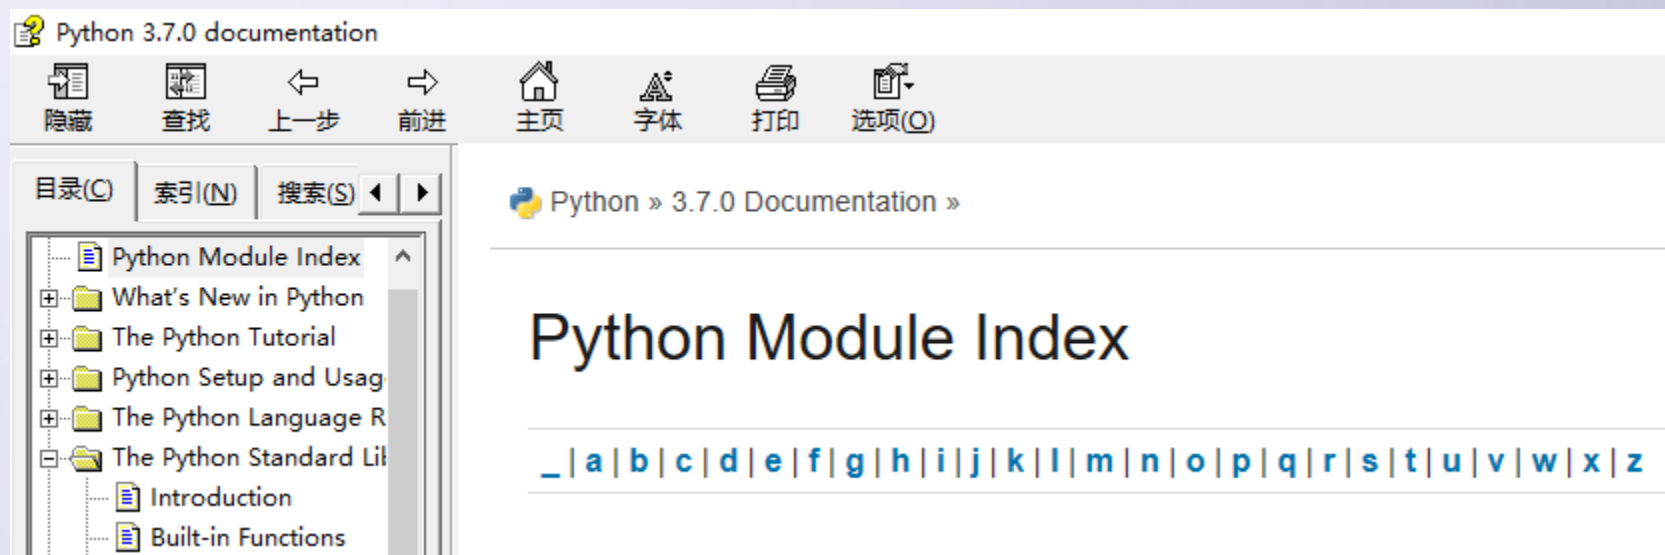 Python 3.7.0 documentation
隐藏 查找 上一步 前进 主页 字体 打印 选项(O)
目录(C) 索引(N) 搜索(S)
Python » 3.7.0 Documentation »
Python Module Index
What's New in Python
The Python Tutorial
Python Setup and Usag
The Python Language R
The Python Standard Lib
Introduction
Built-in Functions
Python Module Index
_ | a | b | c | d | e | f | g | h | i | j | k | l | m | n | o | p | q | r | s | t | u | v | w | x | z